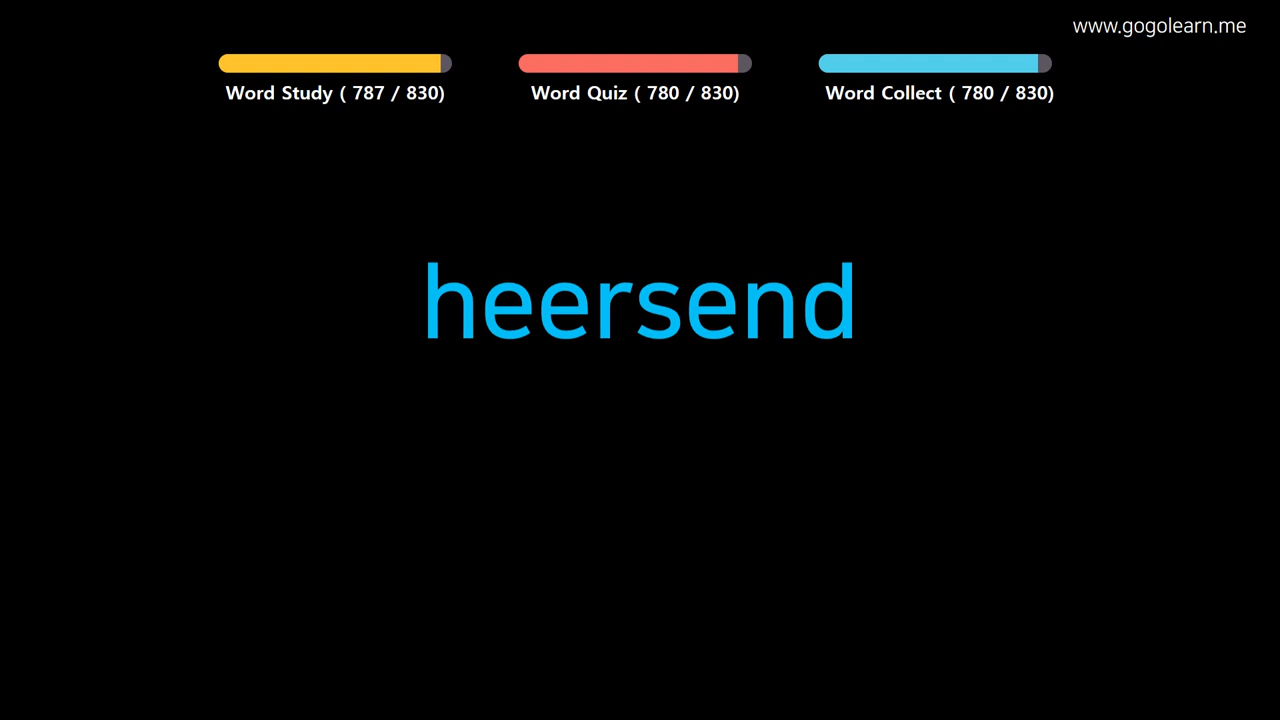 www.gogolearn.me
Word Study ( 787 / 830)
Word Quiz ( 780 / 830)
Word Collect ( 780 / 830)
heersend